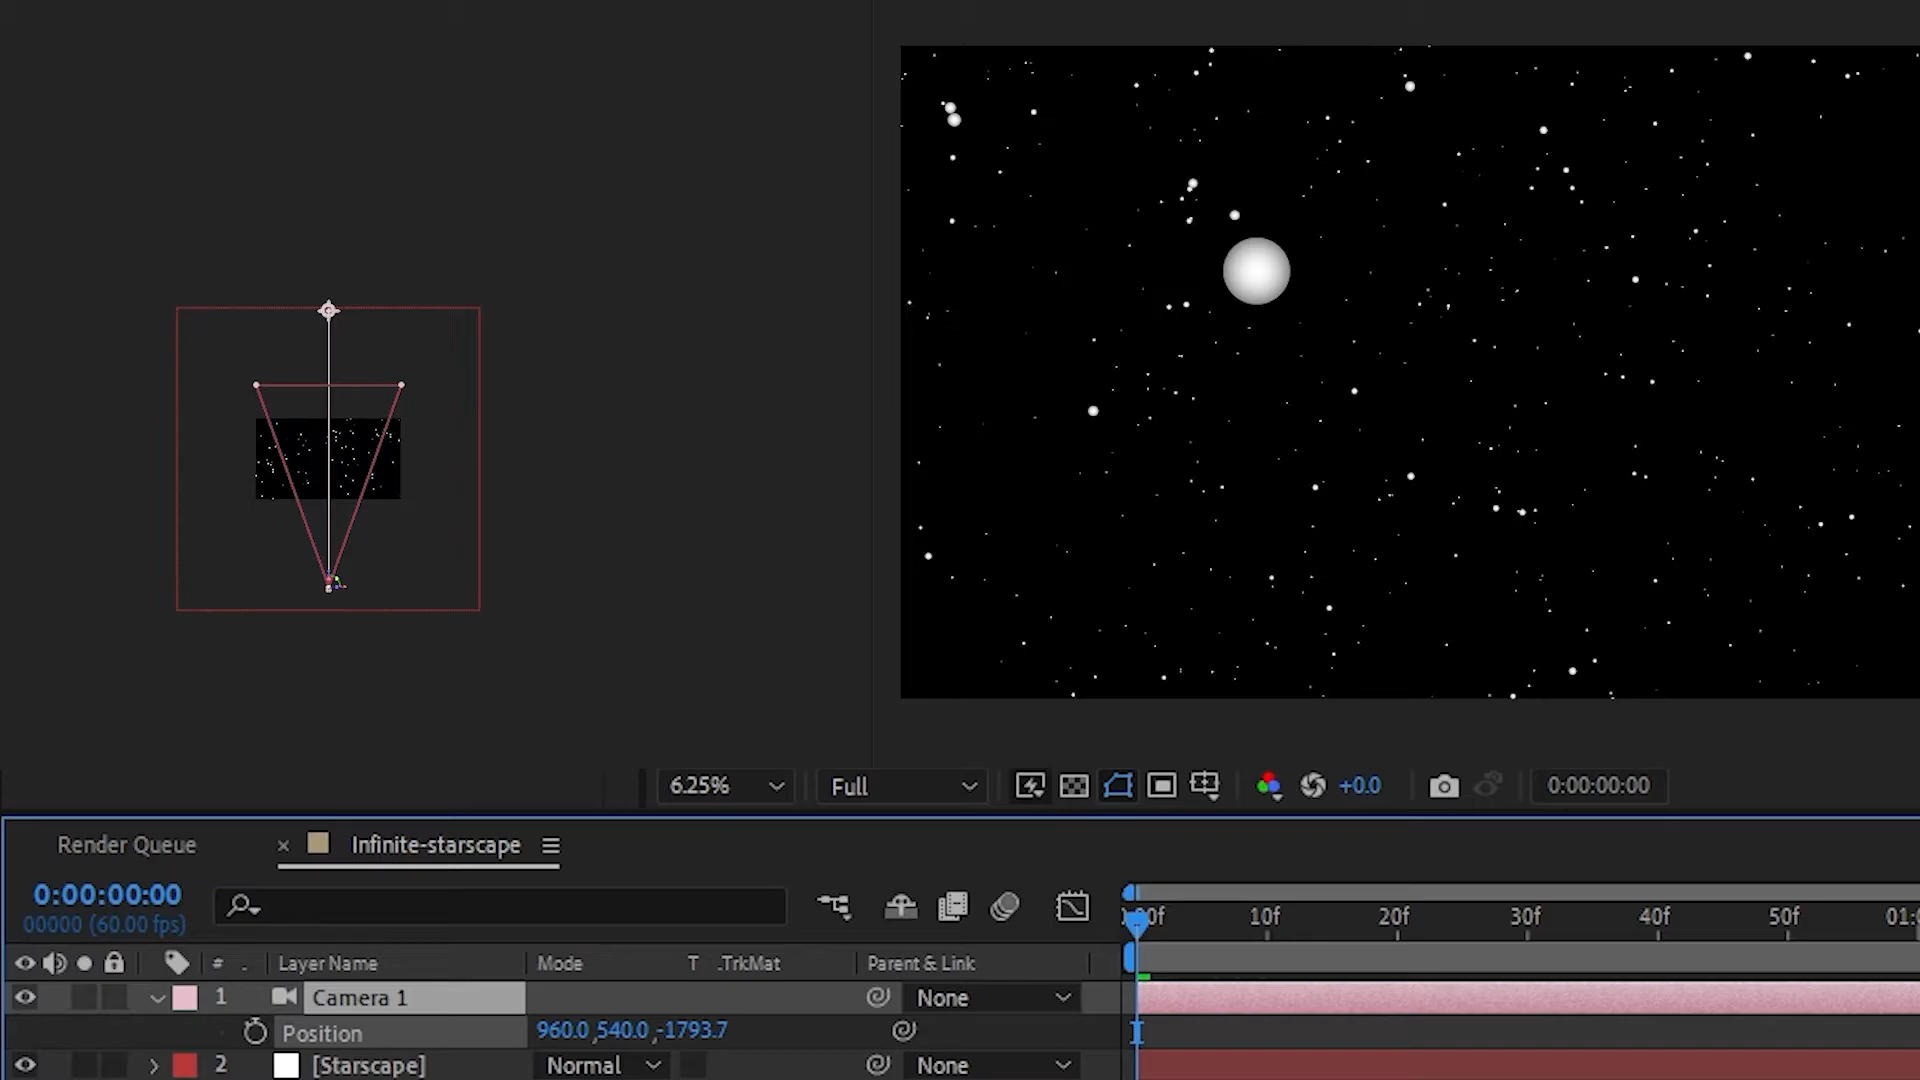 6.25%
Full
+0.0
0:00:00:00
Render Queue
× Infinite-starscape
0:00:00:00
00000 (60.00 fps)
10f 20f 30f 40f 50f
# . Layer Name Mode T .TrkMat Parent & Link
1 Camera 1 None
Position 960.0,540.0,-1793.7
2 [Starscape] Normal None